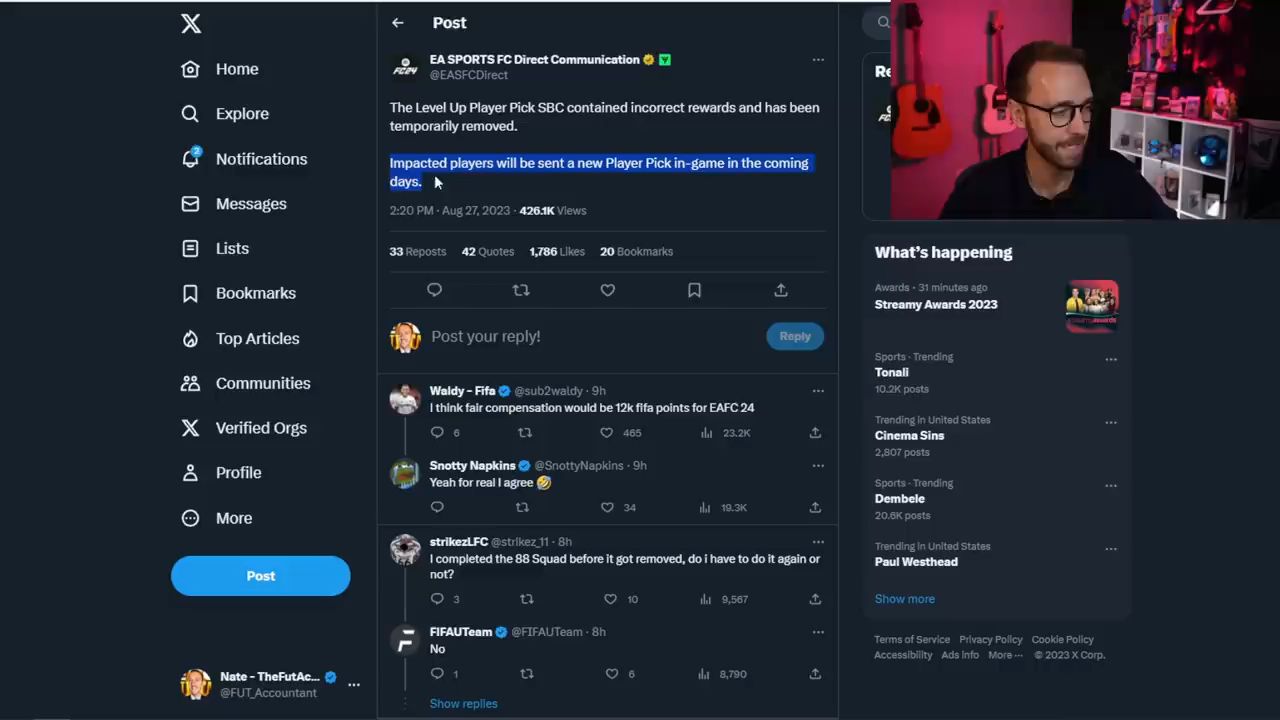 Home
Explore
2
Notifications
Messages
Lists
Bookmarks
Top Articles
Communities
Verified Orgs
Profile
More
Post
Nate - TheFutAc...
@FUT_Accountant
Post
FC24
EA SPORTS FC Direct Communication
@EASFCDirect
The Level Up Player Pick SBC contained incorrect rewards and has been
temporarily removed.
Impacted players will be sent a new Player Pick in-game in the coming
days.
2:20 PM · Aug 27, 2023 · 426.1K Views
33 Reposts 42 Quotes 1,786 Likes 20 Bookmarks
Post your reply!
Reply
Waldy - Fifa @sub2waldy · 9h
I think fair compensation would be 12k fifa points for EAFC 24
6 465 23.2K
Snotty Napkins @SnottyNapkins · 9h
Yeah for real I agree 🤣
34 19.3K
strikezLFC @strikez_11 · 8h
I completed the 88 Squad before it got removed, do i have to do it again or
not?
3 10 9,567
FIFAUTeam @FIFAUTeam · 8h
No
1 6 8,790
Show replies
Re
What's happening
Awards · 31 minutes ago
Streamy Awards 2023
Sports · Trending
Tonali
10.2K posts
Trending in United States
Cinema Sins
2,807 posts
Sports · Trending
Dembele
20.6K posts
Trending in United States
Paul Westhead
Show more
Terms of Service Privacy Policy Cookie Policy
Accessibility Ads info More ··· © 2023 X Corp.